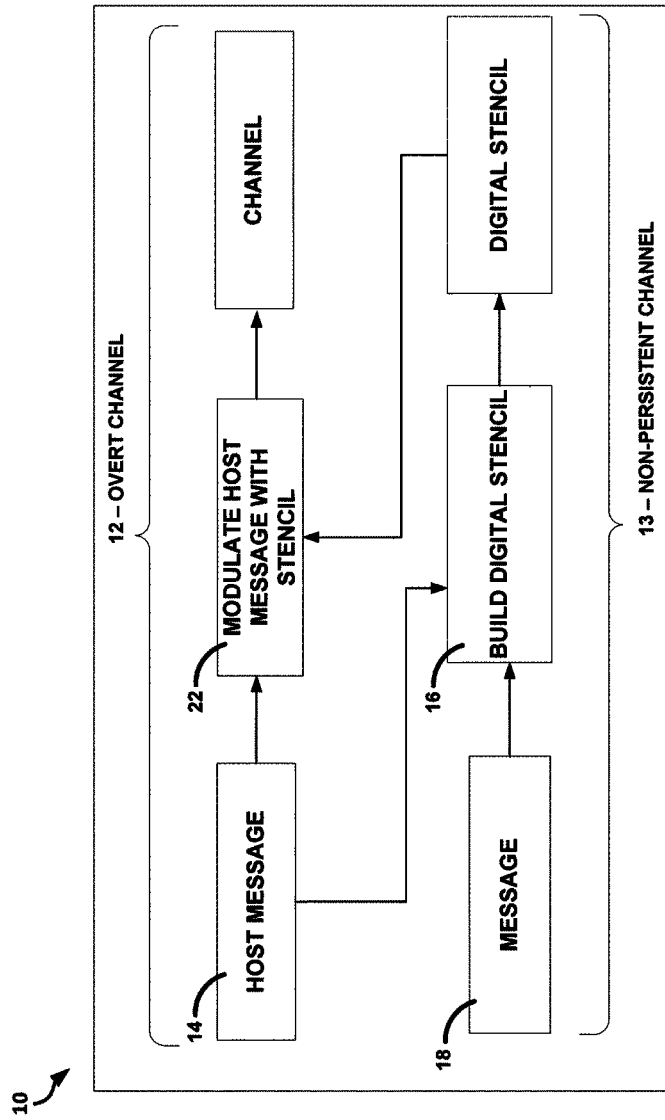 10
12 – OVERT CHANNEL
14
HOST MESSAGE
22
MODULATE HOST
MESSAGE WITH
STENCIL
CHANNEL
18
MESSAGE
16
BUILD DIGITAL STENCIL
DIGITAL STENCIL
13 – NON-PERSISTENT CHANNEL